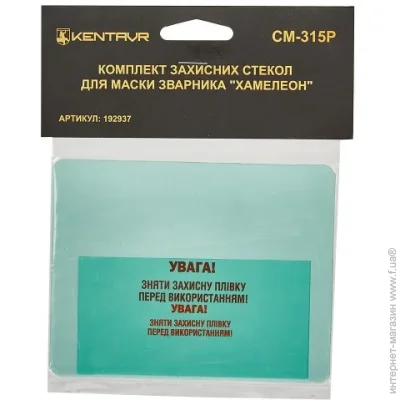 KENTAVR
СМ-315Р
КОМПЛЕКТ ЗАХИСНИХ СТЕКОЛ
ДЛЯ МАСКИ ЗВАРНИКА "ХАМЕЛЕОН"
АРТИКУЛ: 192937
УВАГА!
ЗНЯТИ ЗАХИСНУ ПЛІВКУ
ПЕРЕД ВИКОРИСТАННЯМ!
УВАГА!
ЗНЯТИ ЗАХИСНУ ПЛІВКУ
ПЕРЕД ВИКОРИСТАННЯМ!
интернет-магазин www.f.ua®